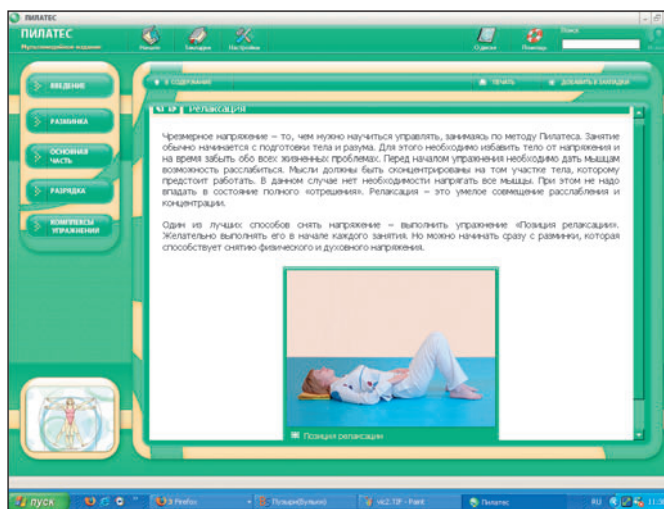 ПИЛАТЕС
ПИЛАТЕС
Мультимедийное издание
Начало
Закладки
Настройки
О диске
Помощь
Поиск
В СОДЕРЖАНИЕ
ПЕЧАТЬ
ДОБАВИТЬ В ЗАКЛАДКИ
ВВЕДЕНИЕ
РАЗМИНКА
ОСНОВНАЯ
ЧАСТЬ
РАЗРЯДКА
КОМПЛЕКСЫ
УПРАЖНЕНИЙ
Релаксация
Чрезмерное напряжение – то, чем нужно научиться управлять, занимаясь по методу Пилатеса. Занятие
обычно начинается с подготовки тела и разума. Для этого необходимо избавить тело от напряжения и
на время забыть обо всех жизненных проблемах. Перед началом упражнения необходимо дать мышцам
возможность расслабиться. Мысли должны быть сконцентрированы на том участке тела, которому
предстоит работать. В данном случае нет необходимости напрягать все мышцы. При этом не надо
впадать в состояние полного «отрешения». Релаксация – это умелое совмещение расслабления и
концентрации.
Один из лучших способов снять напряжение – выполнить упражнение «Позиция релаксации».
Желательно выполнять его в начале каждого занятия. Но можно начинать сразу с разминки, которая
способствует снятию физического и духовного напряжения.
Позиция релаксации
пуск
3 Firefox
vic2.TIF - Paint
Пилатес
RU